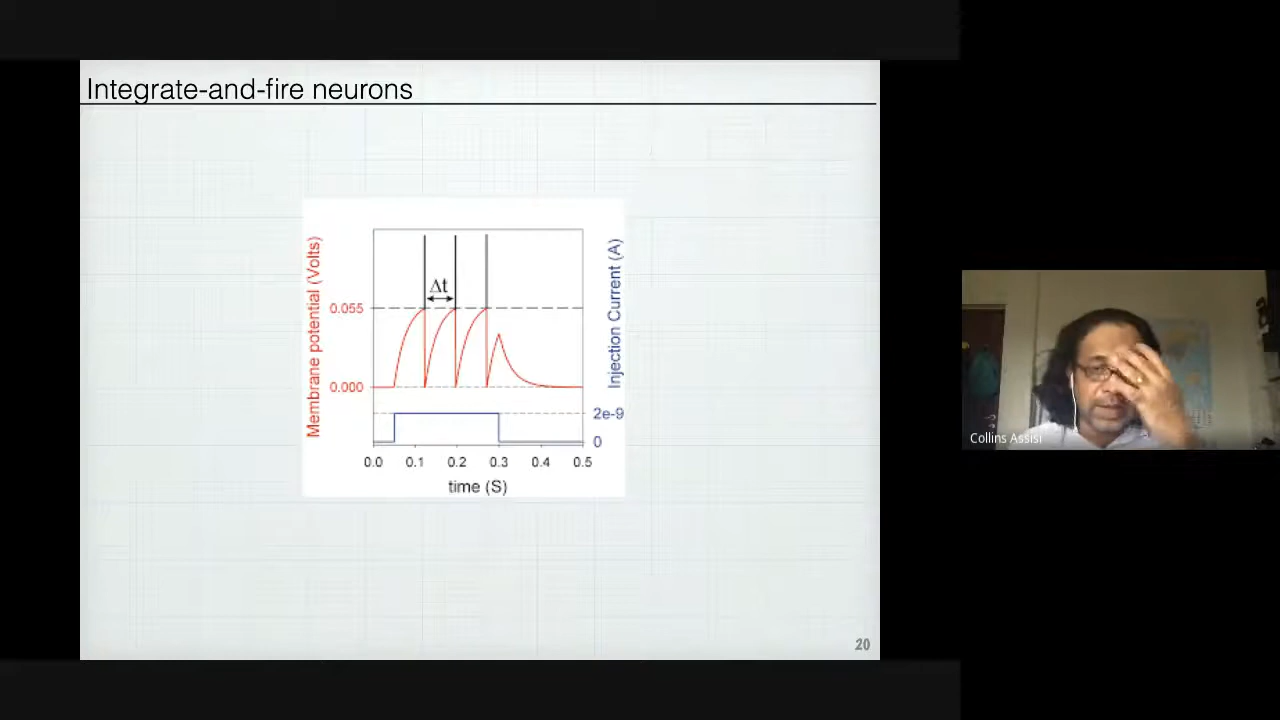 Integrate-and-fire neurons
Membrane potential (Volts)
Injection Current (A)
Δt
0.055
0.000
2e-9
0
0.0 0.1 0.2 0.3 0.4 0.5
time (S)
Collins Assisi
20